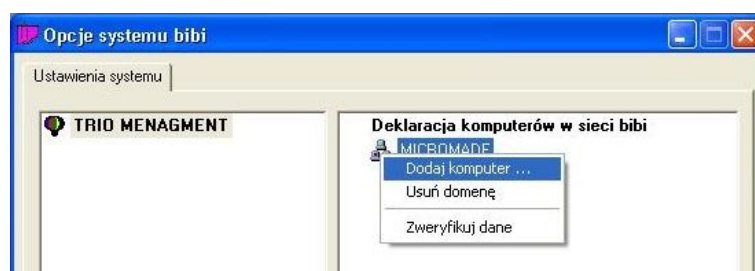 Opcje systemu bibi
Ustawienia systemu
TRIO MENAGMENT
Deklaracja komputerów w sieci bibi
MICROMADE
Dodaj komputer ...
Usuń domenę
Zweryfikuj dane